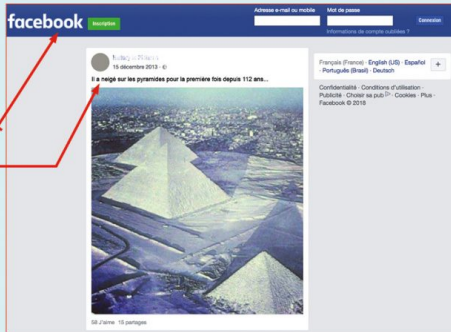 facebook
Inscription
Adresse e-mail ou mobile
Mot de passe
Connexion
Informations de compte oubliées ?
15 décembre 2013 ·
Il a neigé sur les pyramides pour la première fois depuis 112 ans...
58 J'aime 15 partages
Français (France) · English (US) · Español
· Português (Brasil) · Deutsch
+
Confidentialité · Conditions d'utilisation ·
Publicité · Choisir sa pub · Cookies · Plus ·
Facebook © 2018